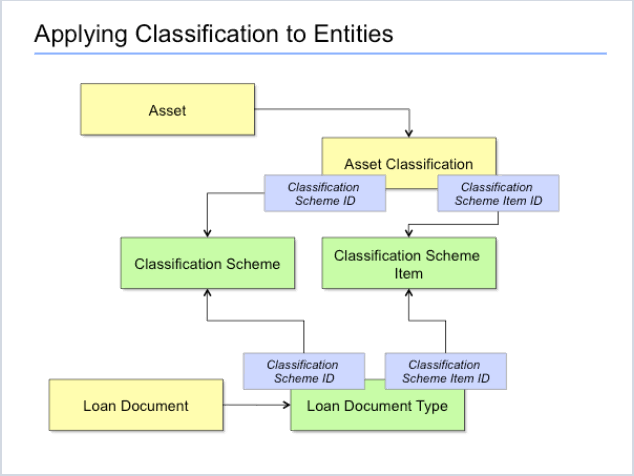 Applying Classification to Entities
Asset
Asset Classification
Classification
Scheme ID
Classification
Scheme Item ID
Classification Scheme
Classification Scheme
Item
Classification
Scheme ID
Classification
Scheme Item ID
Loan Document
Loan Document Type